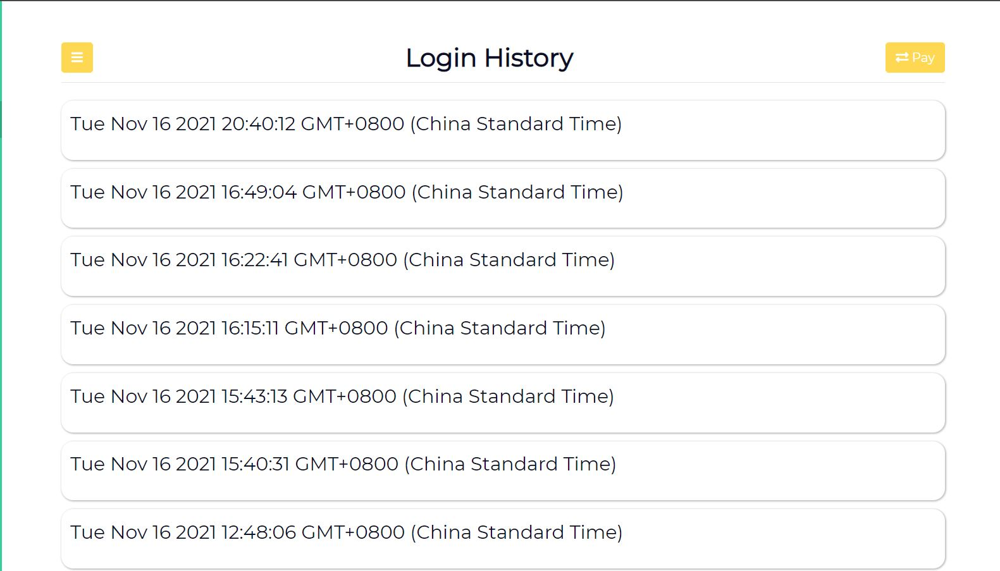 Login History
Pay
Tue Nov 16 2021 20:40:12 GMT+0800 (China Standard Time)
Tue Nov 16 2021 16:49:04 GMT+0800 (China Standard Time)
Tue Nov 16 2021 16:22:41 GMT+0800 (China Standard Time)
Tue Nov 16 2021 16:15:11 GMT+0800 (China Standard Time)
Tue Nov 16 2021 15:43:13 GMT+0800 (China Standard Time)
Tue Nov 16 2021 15:40:31 GMT+0800 (China Standard Time)
Tue Nov 16 2021 12:48:06 GMT+0800 (China Standard Time)